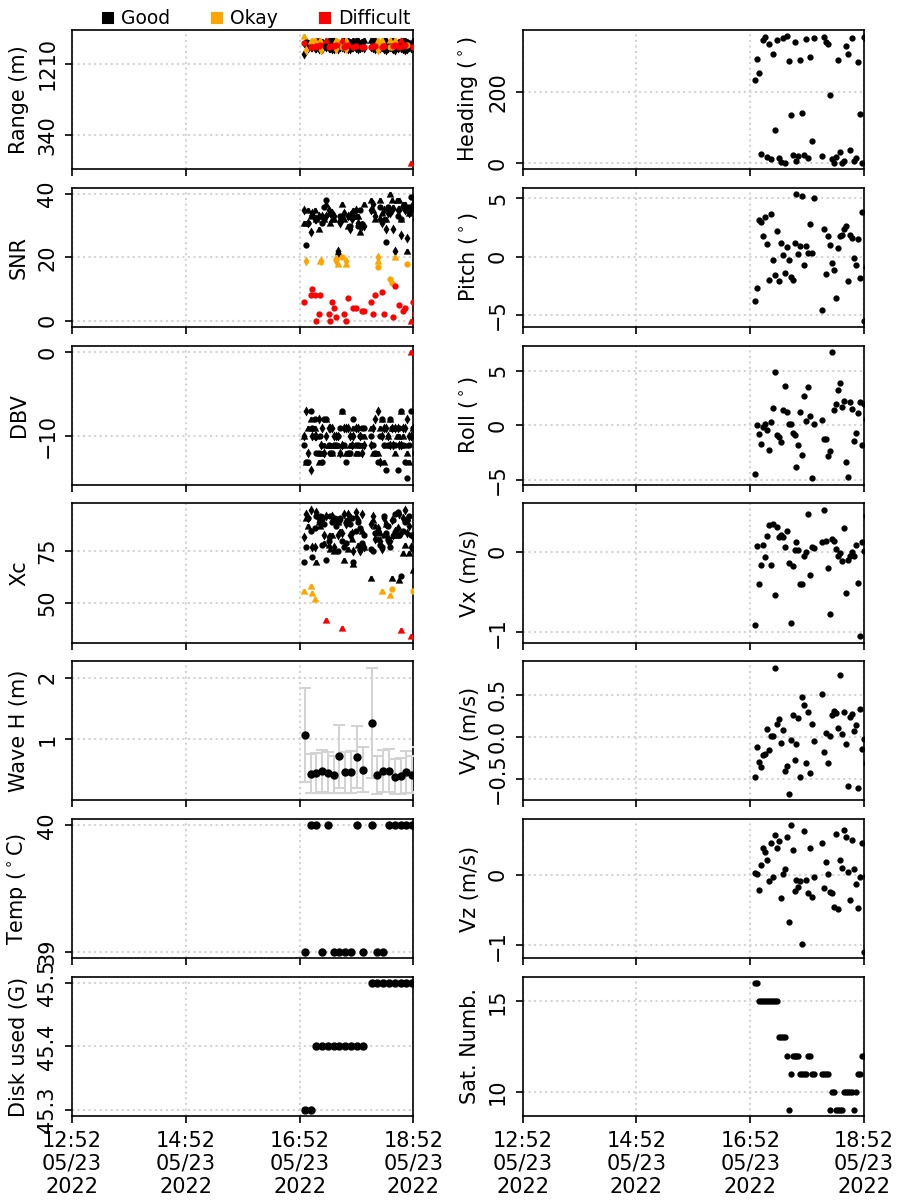 Good Okay Difficult
Range (m)
1210
340
Heading (°)
200
0
SNR
40
20
0
Pitch (°)
5
0
−5
DBV
0
−10
Roll (°)
5
0
−5
Xc
75
50
Vx (m/s)
0
−1
Wave H (m)
2
1
Vy (m/s)
0.5
0.0
−0.5
Temp (°C)
40
39
Vz (m/s)
0
−1
Disk used (G)
45.5
45.4
45.3
Sat. Numb.
15
10
12:52 14:52 16:52 18:52
05/23 05/23 05/23 05/23
2022 2022 2022 2022
12:52 14:52 16:52 18:52
05/23 05/23 05/23 05/23
2022 2022 2022 2022